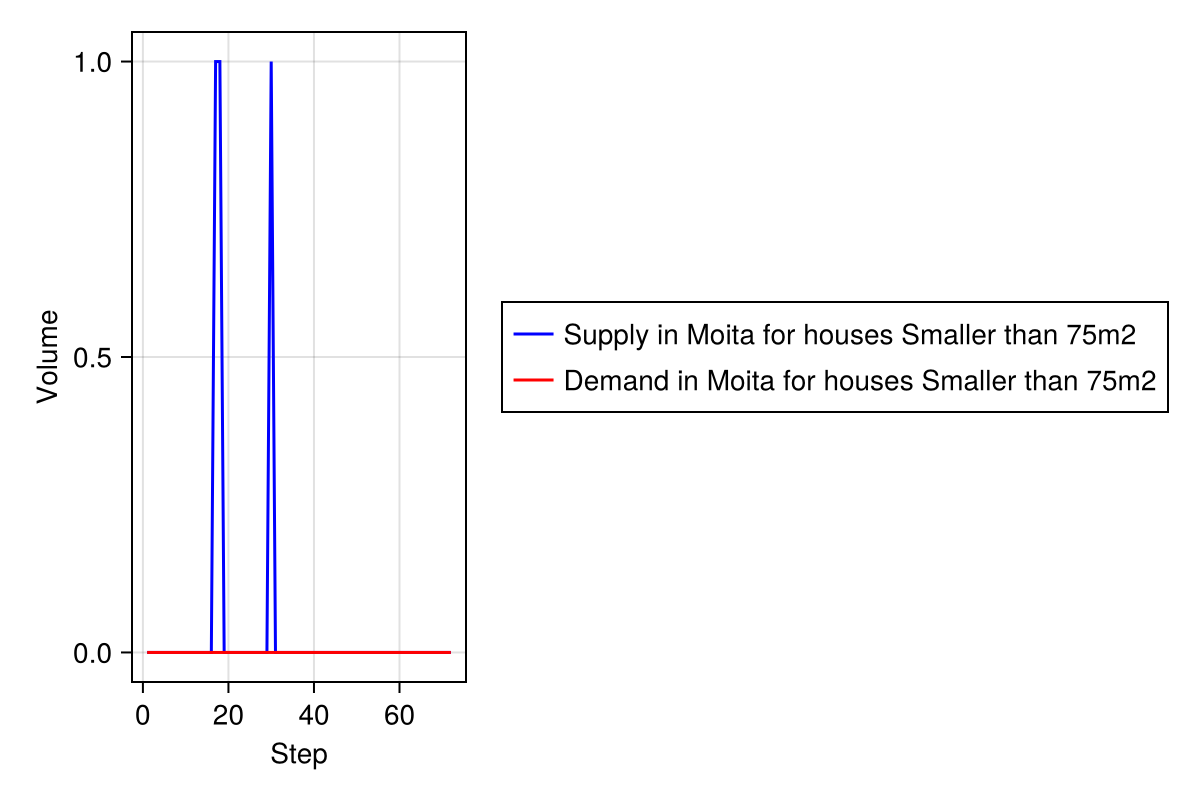 1.0
0.5
0.0
Volume
0 20 40 60
Step
Supply in Moita for houses Smaller than 75m2
Demand in Moita for houses Smaller than 75m2